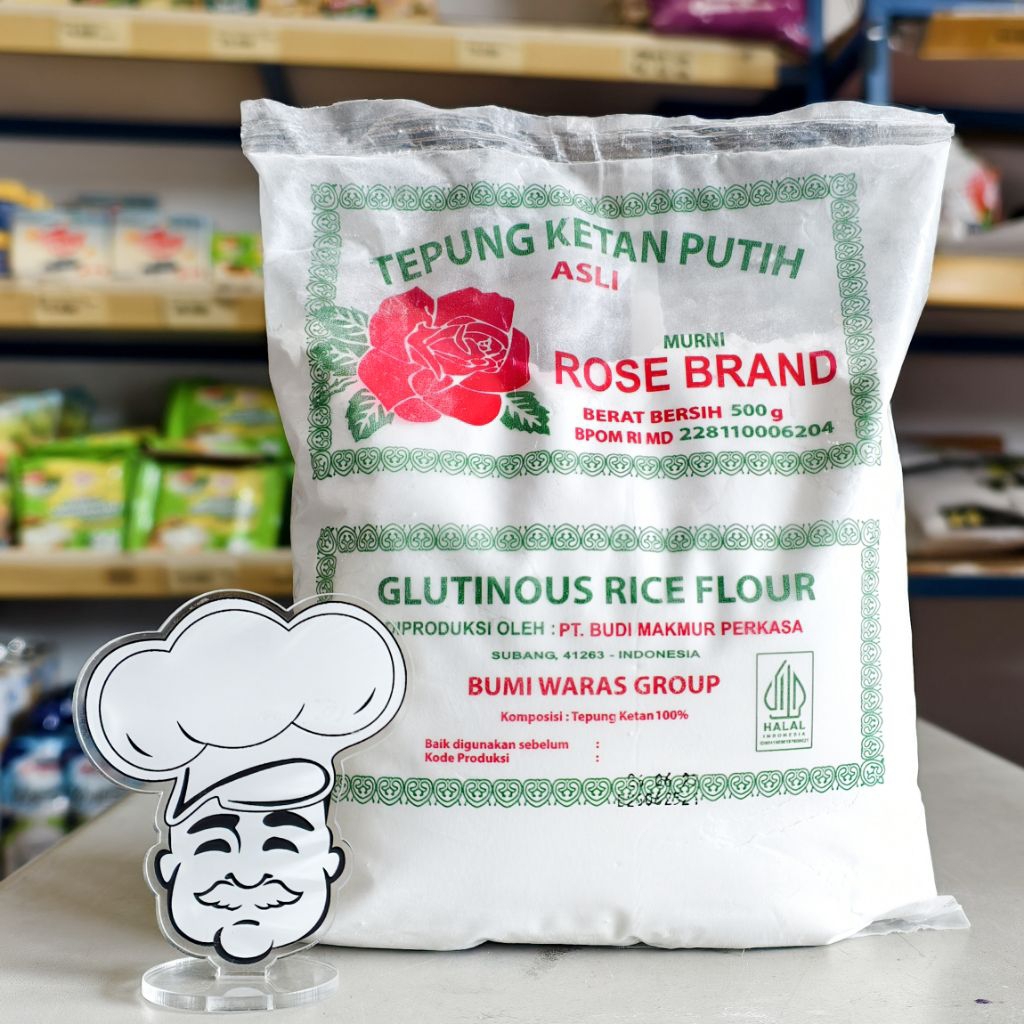 TEPUNG KETAN PUTIH
ASLI
MURNI
ROSE BRAND
BERAT BERSIH 500 g
BPOM RI MD 228110006204
GLUTINOUS RICE FLOUR
DIPRODUKSI OLEH : PT. BUDI MAKMUR PERKASA
SUBANG, 41263 - INDONESIA
BUMI WARAS GROUP
Komposisi : Tepung Ketan 100%
HALAL
INDONESIA
Baik digunakan sebelum :
Kode Produksi :